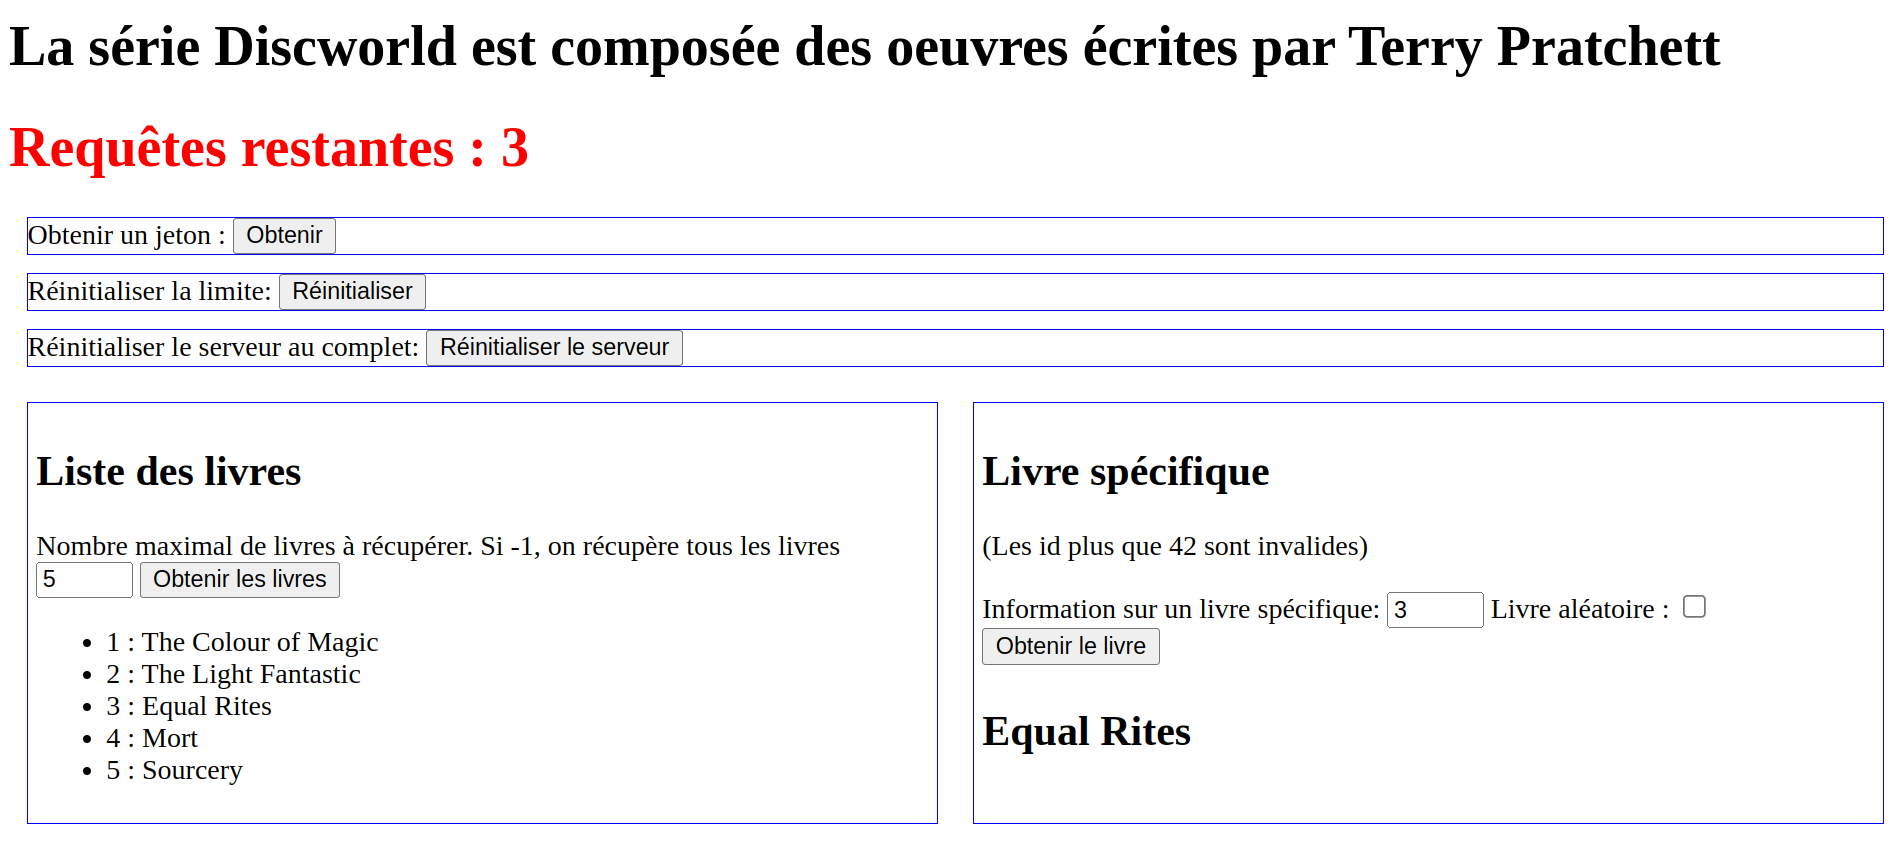 La série Discworld est composée des oeuvres écrites par Terry Pratchett
Requêtes restantes : 3
Obtenir un jeton : Obtenir
Réinitialiser la limite: Réinitialiser
Réinitialiser le serveur au complet: Réinitialiser le serveur
Liste des livres
Nombre maximal de livres à récupérer. Si -1, on récupère tous les livres
5 Obtenir les livres
1 : The Colour of Magic
2 : The Light Fantastic
3 : Equal Rites
4 : Mort
5 : Sourcery
Livre spécifique
(Les id plus que 42 sont invalides)
Information sur un livre spécifique: 3 Livre aléatoire :
Obtenir le livre
Equal Rites